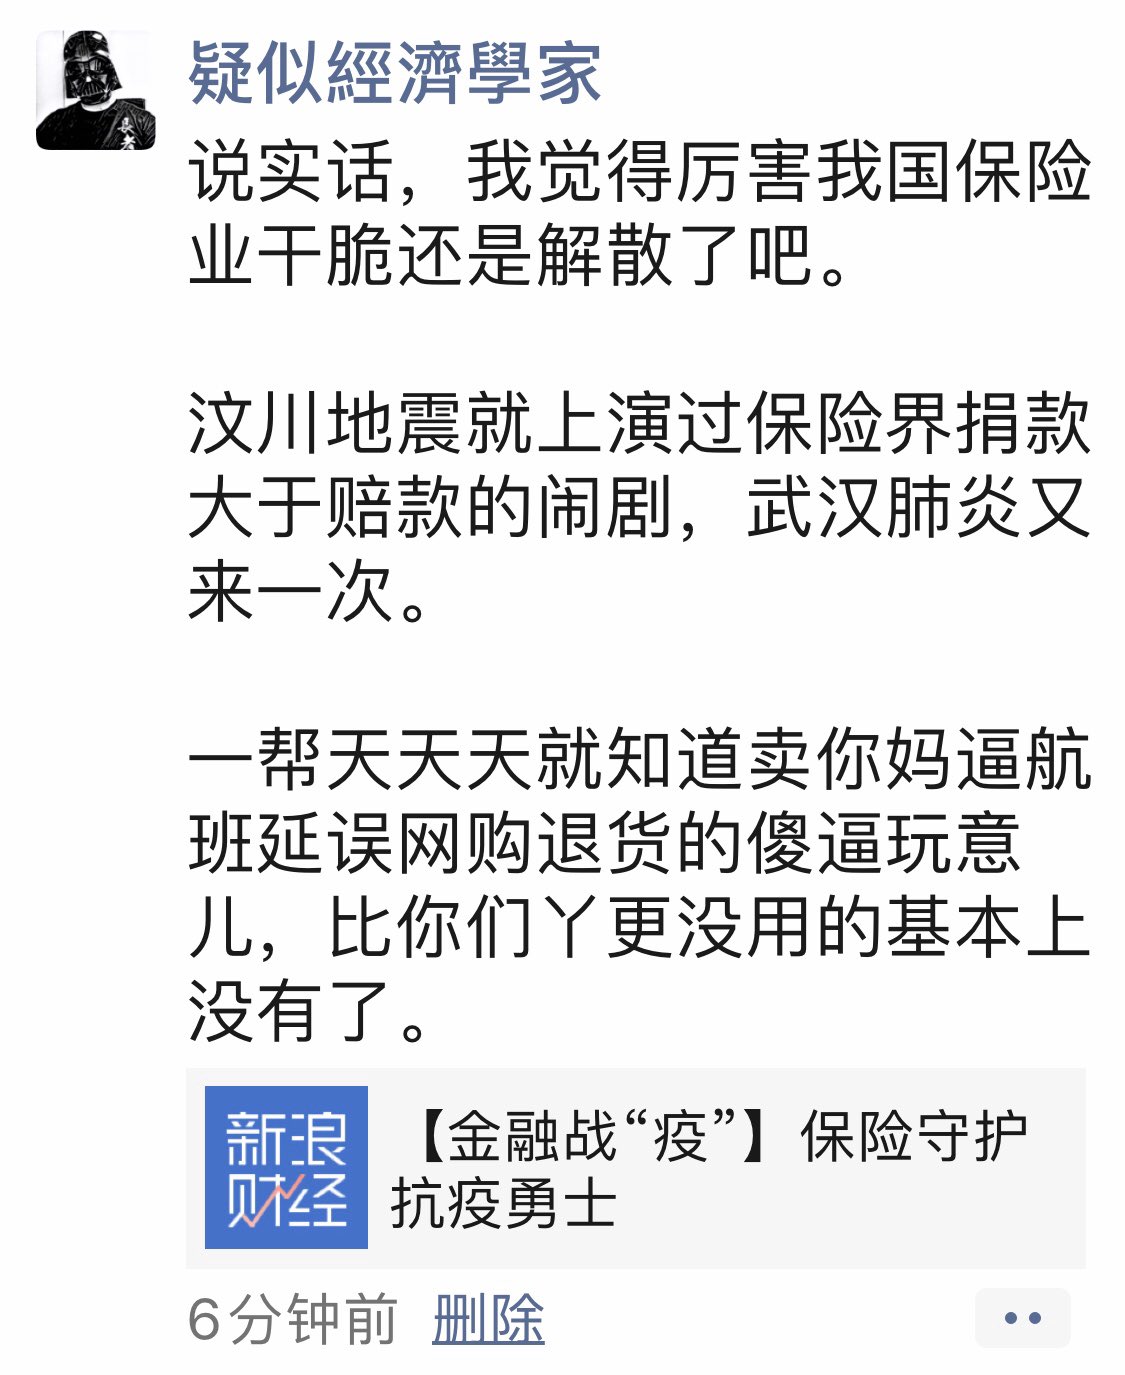 疑似經濟學家
说实话，我觉得厉害我国保险
业干脆还是解散了吧。
汶川地震就上演过保险界捐款
大于赔款的闹剧，武汉肺炎又
来一次。
一帮天天天就知道卖你妈逼航
班延误网购退货的傻逼玩意
儿，比你们丫更没用的基本上
没有了。
新浪
财经
【金融战“疫”】保险守护
抗疫勇士
6分钟前 删除